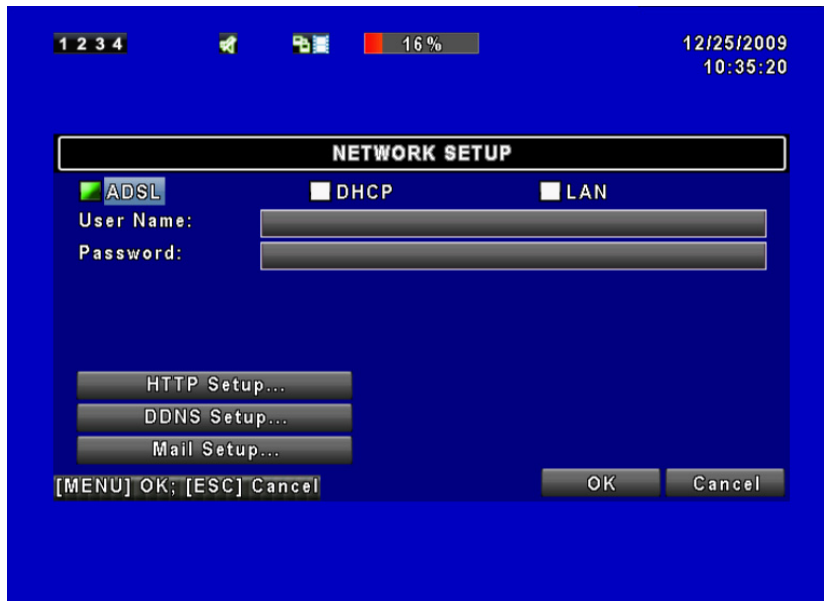 1 2 3 4 16% 12/25/2009
10:35:20
NETWORK SETUP
ADSL DHCP LAN
User Name:
Password:
HTTP Setup...
DDNS Setup...
Mail Setup...
[MENU] OK; [ESC] Cancel OK Cancel